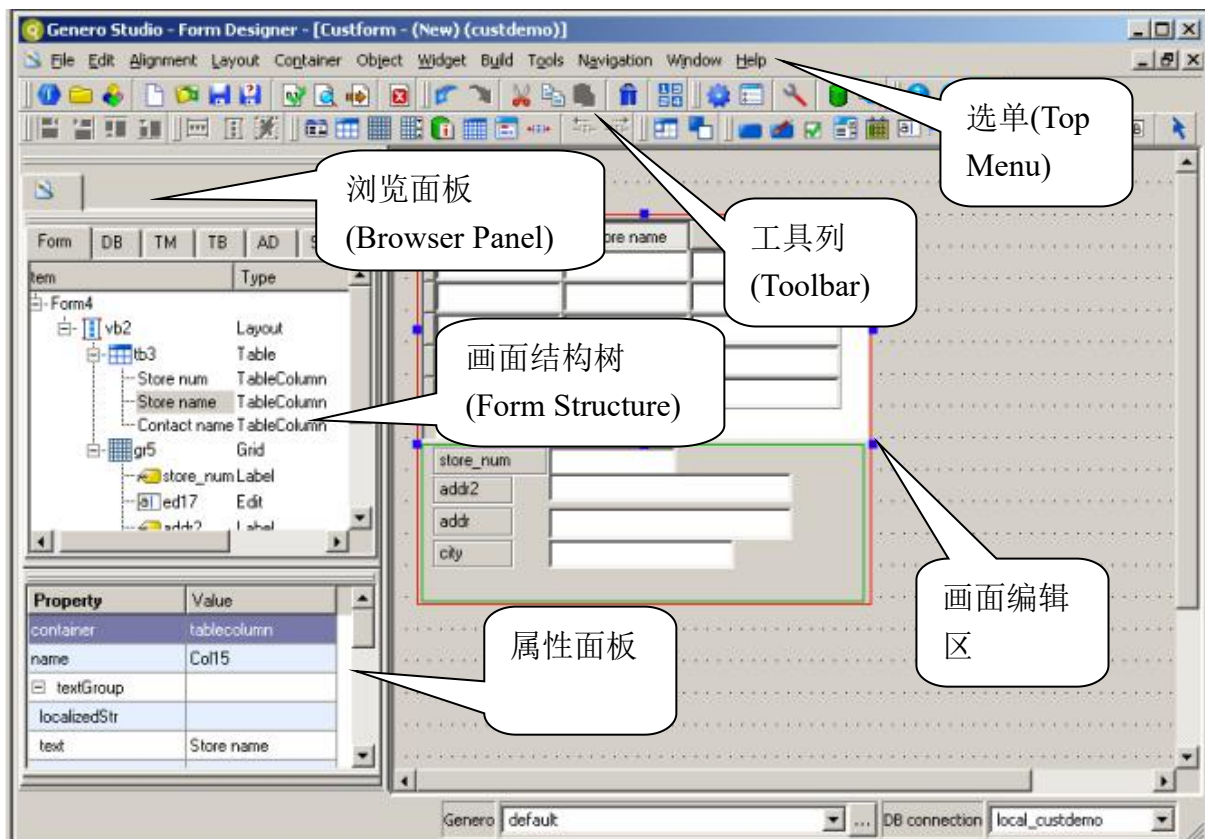 Genero Studio - Form Designer - [Custform - (New) (custdemo)]
File Edit Alignment Layout Container Object Widget Build Tools Navigation Window Help
选单(Top
Menu)
浏览面板
(Browser Panel)
工具列
(Toolbar)
Form DB TM TB AD
Item Type
Form4
vb2 Layout
tb3 Table
Store num TableColumn
Store name TableColumn
Contact name TableColumn
gr5 Grid
store_num Label
ed17 Edit
addr2 Label
画面结构树
(Form Structure)
ore name
store_num
addr2
addr
city
画面编辑
区
Property Value
container tablecolumn
name Col15
textGroup
localizedStr
text Store name
属性面板
Genero default ... DB connection local_custdemo